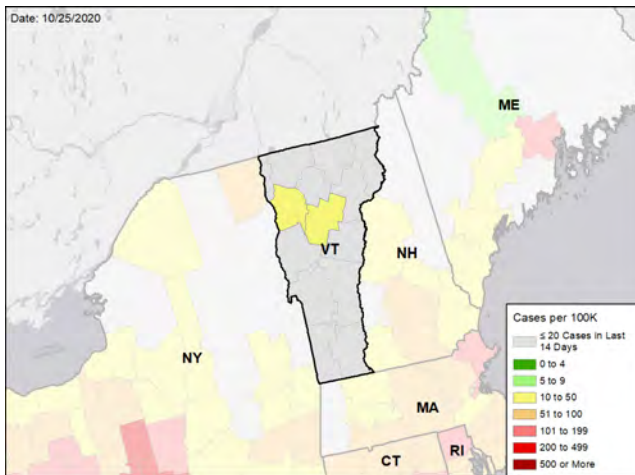 Date: 10/25/2020
ME
VT
NH
NY
MA
CT
RI
Cases per 100K
≤ 20 Cases in Last
14 Days
0 to 4
5 to 9
10 to 50
51 to 100
101 to 199
200 to 499
500 or More